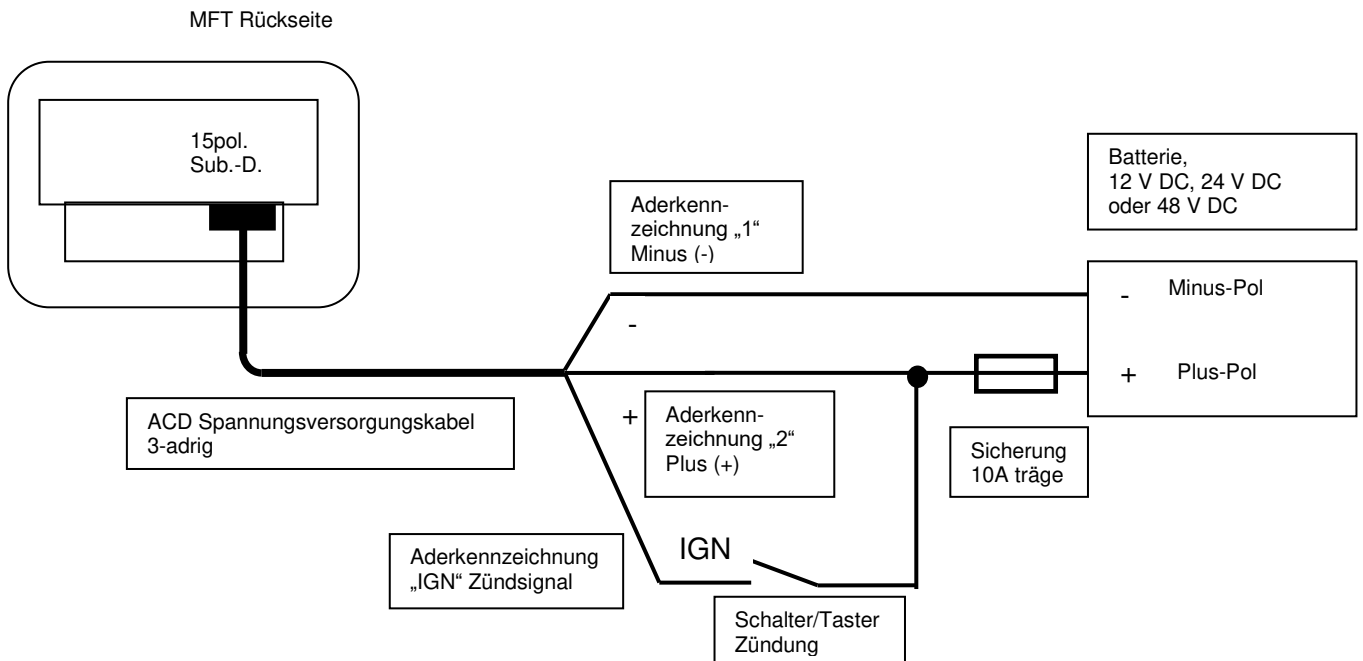 MFT Rückseite
15pol.
Sub.-D.
Batterie,
12 V DC, 24 V DC
oder 48 V DC
Aderkenn-
zeichnung „1“
Minus (-)
- Minus-Pol
-
+ Plus-Pol
ACD Spannungsversorgungskabel
3-adrig
+
Aderkenn-
zeichnung „2“
Plus (+)
Sicherung
10A träge
Aderkennzeichnung
„IGN“ Zündsignal
IGN
Schalter/Taster
Zündung